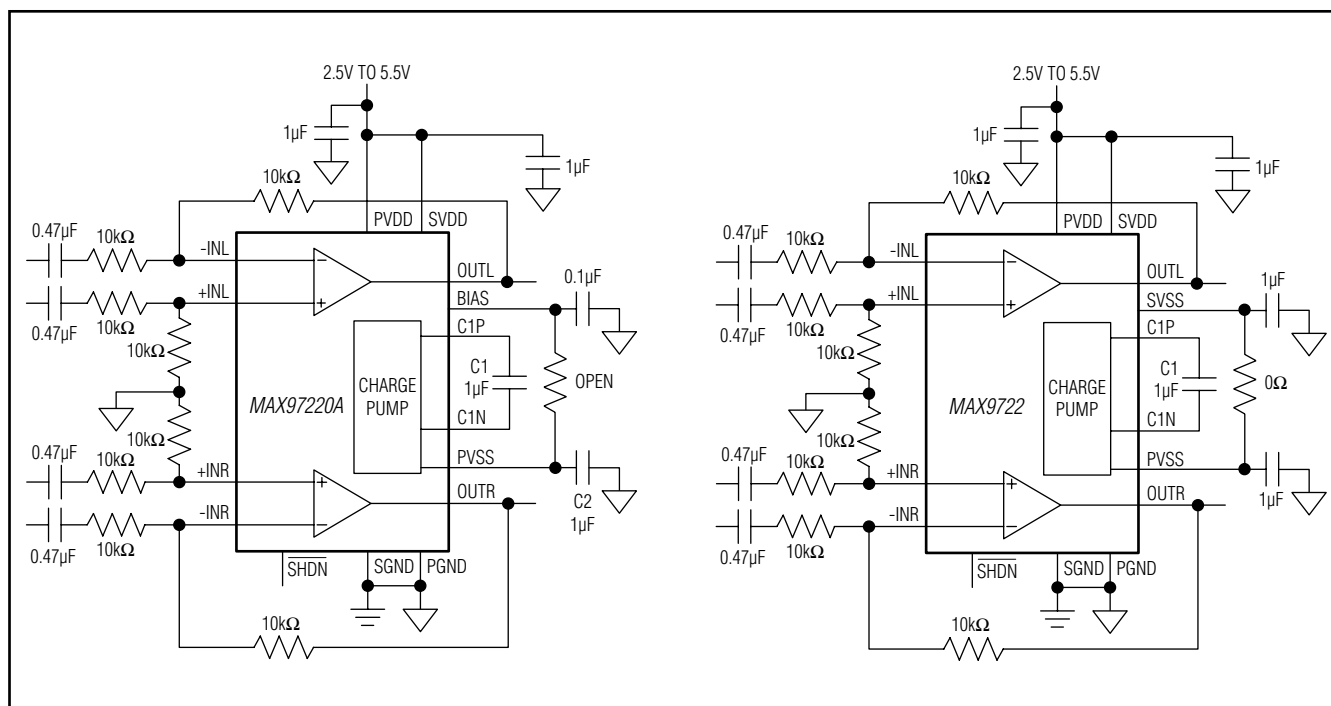 2.5V TO 5.5V
1µF
1µF
10kΩ
PVDD
SVDD
0.47µF
10kΩ
-INL
OUTL
0.1µF
+INL
BIAS
0.47µF
10kΩ
C1P
10kΩ
C1
1µF
OPEN
CHARGE
PUMP
MAX97220A
C1N
10kΩ
0.47µF
10kΩ
+INR
PVSS
OUTR
C2
1µF
-INR
0.47µF
10kΩ
SHDN
SGND
PGND
10kΩ
2.5V TO 5.5V
1µF
1µF
10kΩ
PVDD
SVDD
0.47µF
10kΩ
-INL
OUTL
1µF
+INL
SVSS
0.47µF
10kΩ
C1P
10kΩ
C1
1µF
0Ω
CHARGE
PUMP
MAX9722
C1N
10kΩ
0.47µF
10kΩ
+INR
PVSS
OUTR
1µF
-INR
0.47µF
10kΩ
SHDN
SGND
PGND
10kΩ